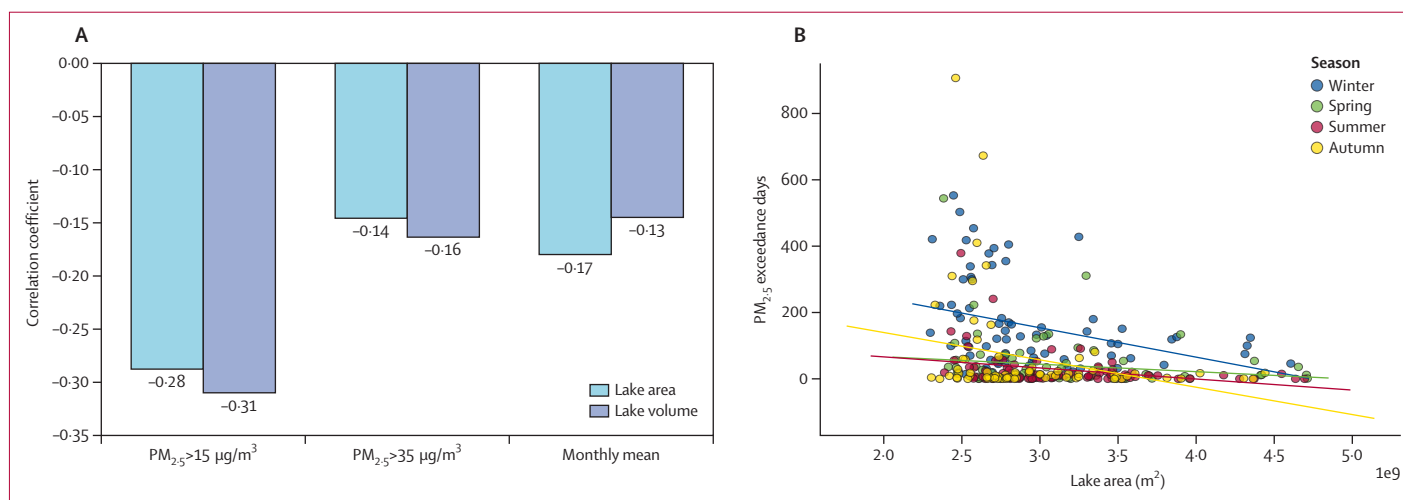 A
0·00
–0·05
–0·10
–0·15
–0·20
–0·25
–0·30
–0·35
Correlation coefficient
–0·28
–0·31
–0·14
–0·16
–0·17
–0·13
Lake area
Lake volume
PM2·5>15 μg/m³
PM2·5>35 μg/m³
Monthly mean
B
Season
Winter
Spring
Summer
Autumn
800
600
400
200
0
PM2·5 exceedance days
2·0 2·5 3·0 3·5 4·0 4·5 5·0
1e9
Lake area (m²)